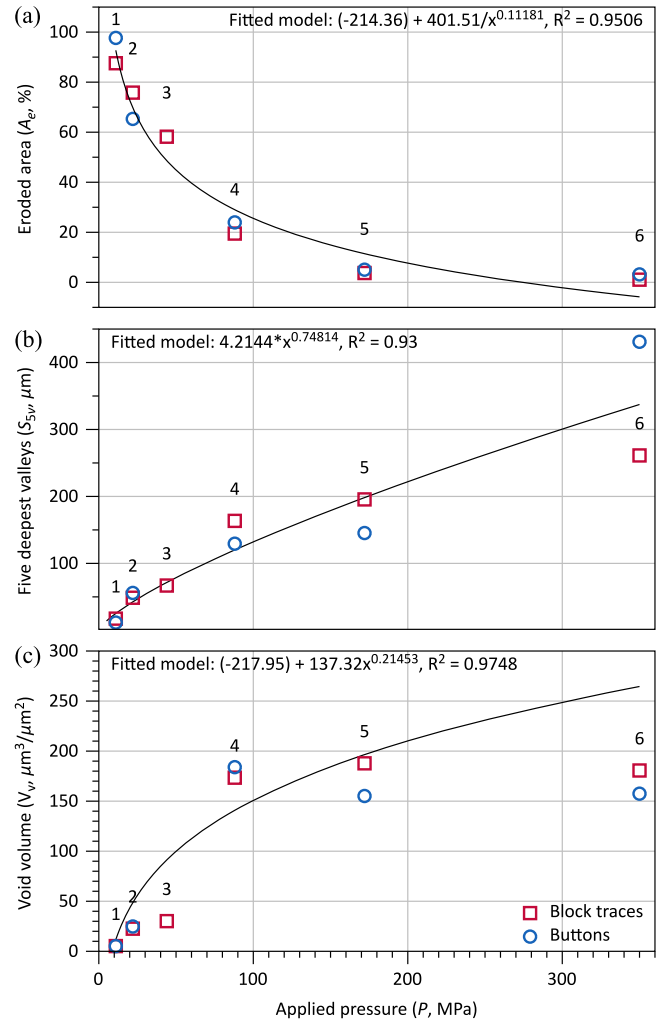 (a)
Fitted model: (-214.36) + 401.51/x^0.11181, R² = 0.9506
1
2
3
4
5
6
100
80
60
40
20
0
Eroded area (Aₑ, %)
(b)
Fitted model: 4.2144*x^0.74814, R² = 0.93
1
2
3
4
5
6
400
300
200
100
Five deepest valleys (S5v, μm)
(c)
Fitted model: (-217.95) + 137.32x^0.21453, R² = 0.9748
1
2
3
4
5
6
300
250
200
150
100
50
0
Void volume (Vv, μm³/μm²)
Block traces
Buttons
0 100 200 300
Applied pressure (P, MPa)